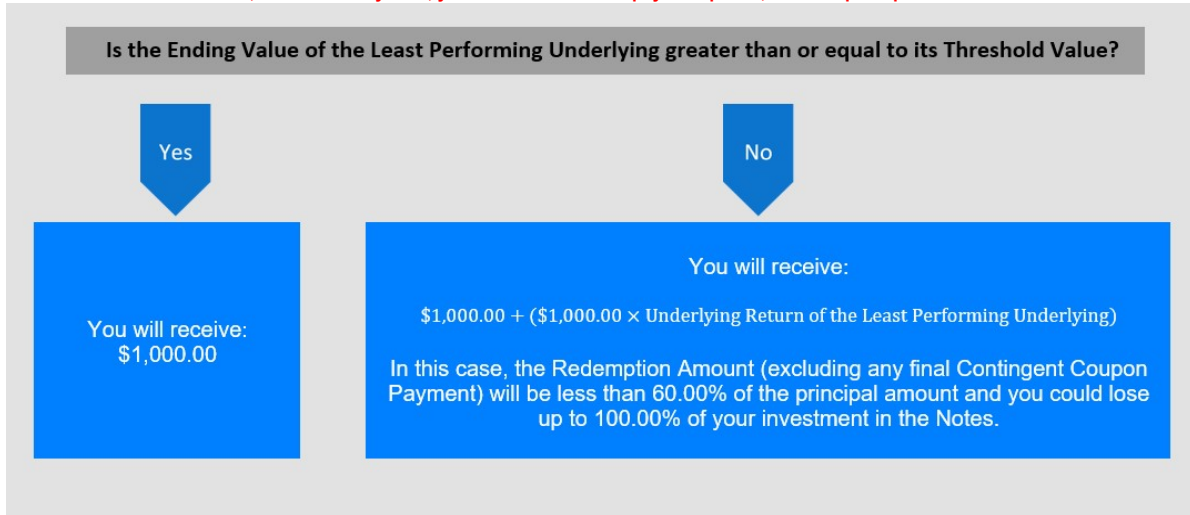 Is the Ending Value of the Least Performing Underlying greater than or equal to its Threshold Value?
Yes
No
You will receive:
$1,000.00
You will receive:
$1,000.00 + ($1,000.00 × Underlying Return of the Least Performing Underlying)
In this case, the Redemption Amount (excluding any final Contingent Coupon
Payment) will be less than 60.00% of the principal amount and you could lose
up to 100.00% of your investment in the Notes.